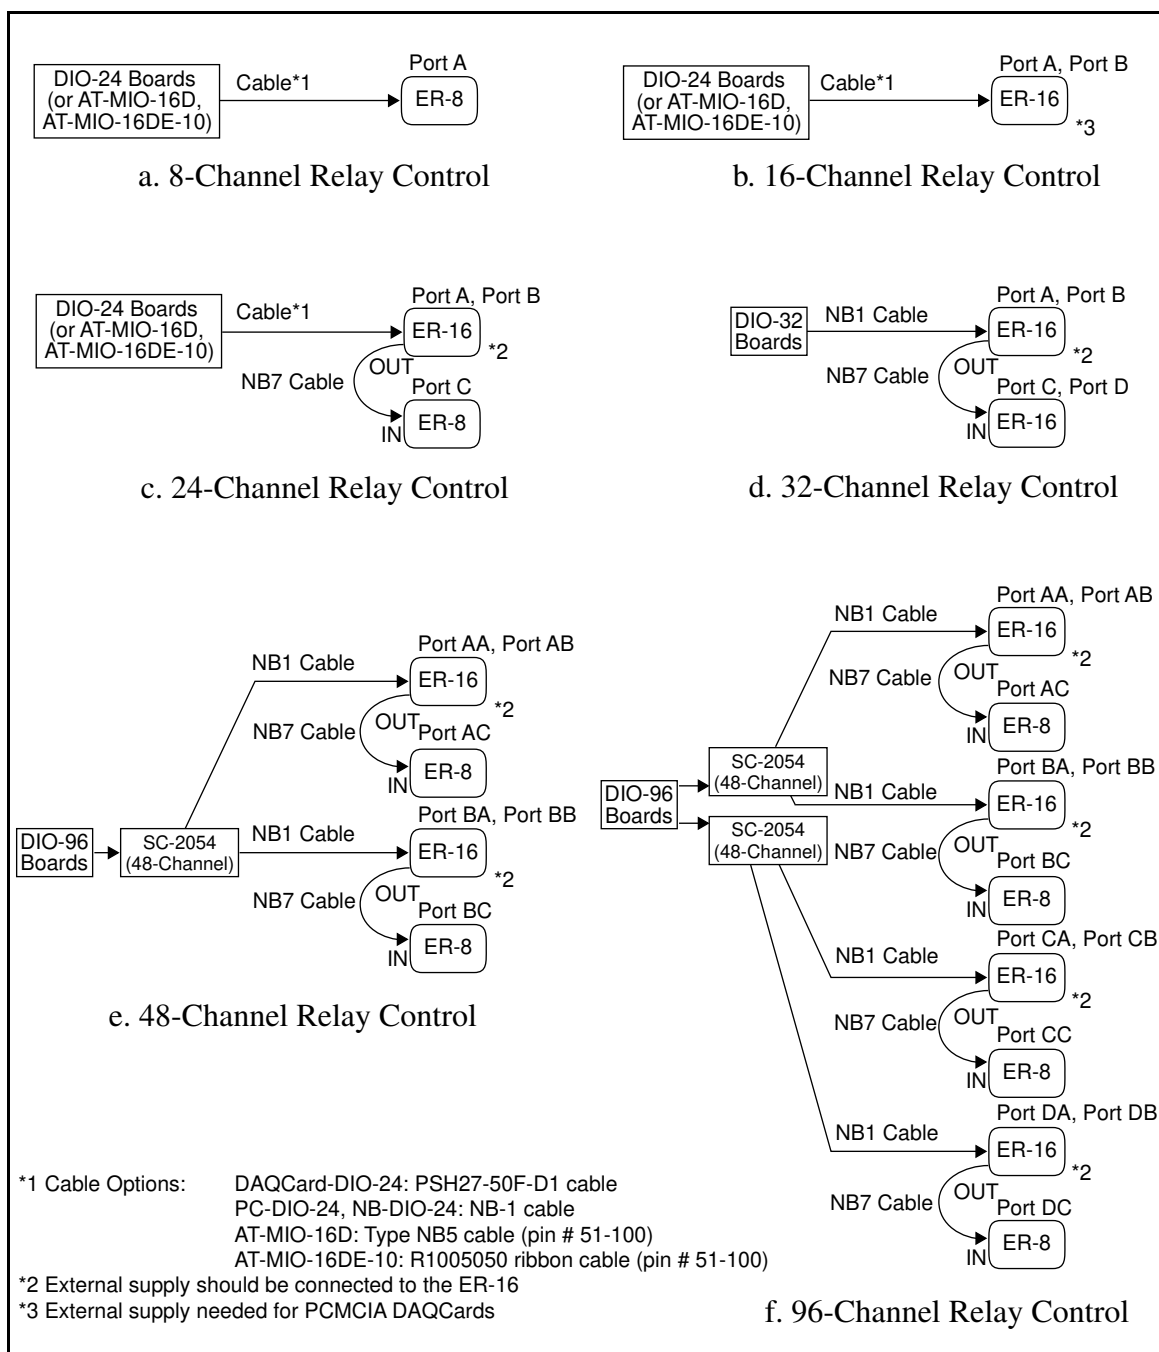 Port A
DIO-24 Boards
(or AT-MIO-16D,
AT-MIO-16DE-10)
Cable*1
ER-8
a. 8-Channel Relay Control
Port A, Port B
DIO-24 Boards
(or AT-MIO-16D,
AT-MIO-16DE-10)
Cable*1
ER-16
*3
b. 16-Channel Relay Control
Port A, Port B
DIO-24 Boards
(or AT-MIO-16D,
AT-MIO-16DE-10)
Cable*1
ER-16
*2
OUT
NB7 Cable
Port C
IN
ER-8
c. 24-Channel Relay Control
Port A, Port B
DIO-32
Boards
NB1 Cable
ER-16
*2
OUT
NB7 Cable
Port C, Port D
IN
ER-16
d. 32-Channel Relay Control
Port AA, Port AB
NB1 Cable
ER-16
*2
OUT
NB7 Cable
Port AC
IN
ER-8
Port BA, Port BB
DIO-96
Boards
SC-2054
(48-Channel)
NB1 Cable
ER-16
*2
OUT
NB7 Cable
Port BC
IN
ER-8
e. 48-Channel Relay Control
Port AA, Port AB
NB1 Cable
ER-16
*2
OUT
NB7 Cable
Port AC
IN
ER-8
DIO-96
Boards
SC-2054
(48-Channel)
SC-2054
(48-Channel)
Port BA, Port BB
NB1 Cable
ER-16
*2
OUT
NB7 Cable
Port BC
IN
ER-8
Port CA, Port CB
NB1 Cable
ER-16
*2
OUT
NB7 Cable
Port CC
IN
ER-8
Port DA, Port DB
NB1 Cable
ER-16
*2
OUT
NB7 Cable
Port DC
IN
ER-8
f. 96-Channel Relay Control
*1 Cable Options: DAQCard-DIO-24: PSH27-50F-D1 cable
PC-DIO-24, NB-DIO-24: NB-1 cable
AT-MIO-16D: Type NB5 cable (pin # 51-100)
AT-MIO-16DE-10: R1005050 ribbon cable (pin # 51-100)
*2 External supply should be connected to the ER-16
*3 External supply needed for PCMCIA DAQCards